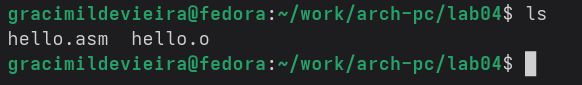 gracimildevieira@fedora:~/work/arch-pc/lab04$ ls
hello.asm  hello.o
gracimildevieira@fedora:~/work/arch-pc/lab04$